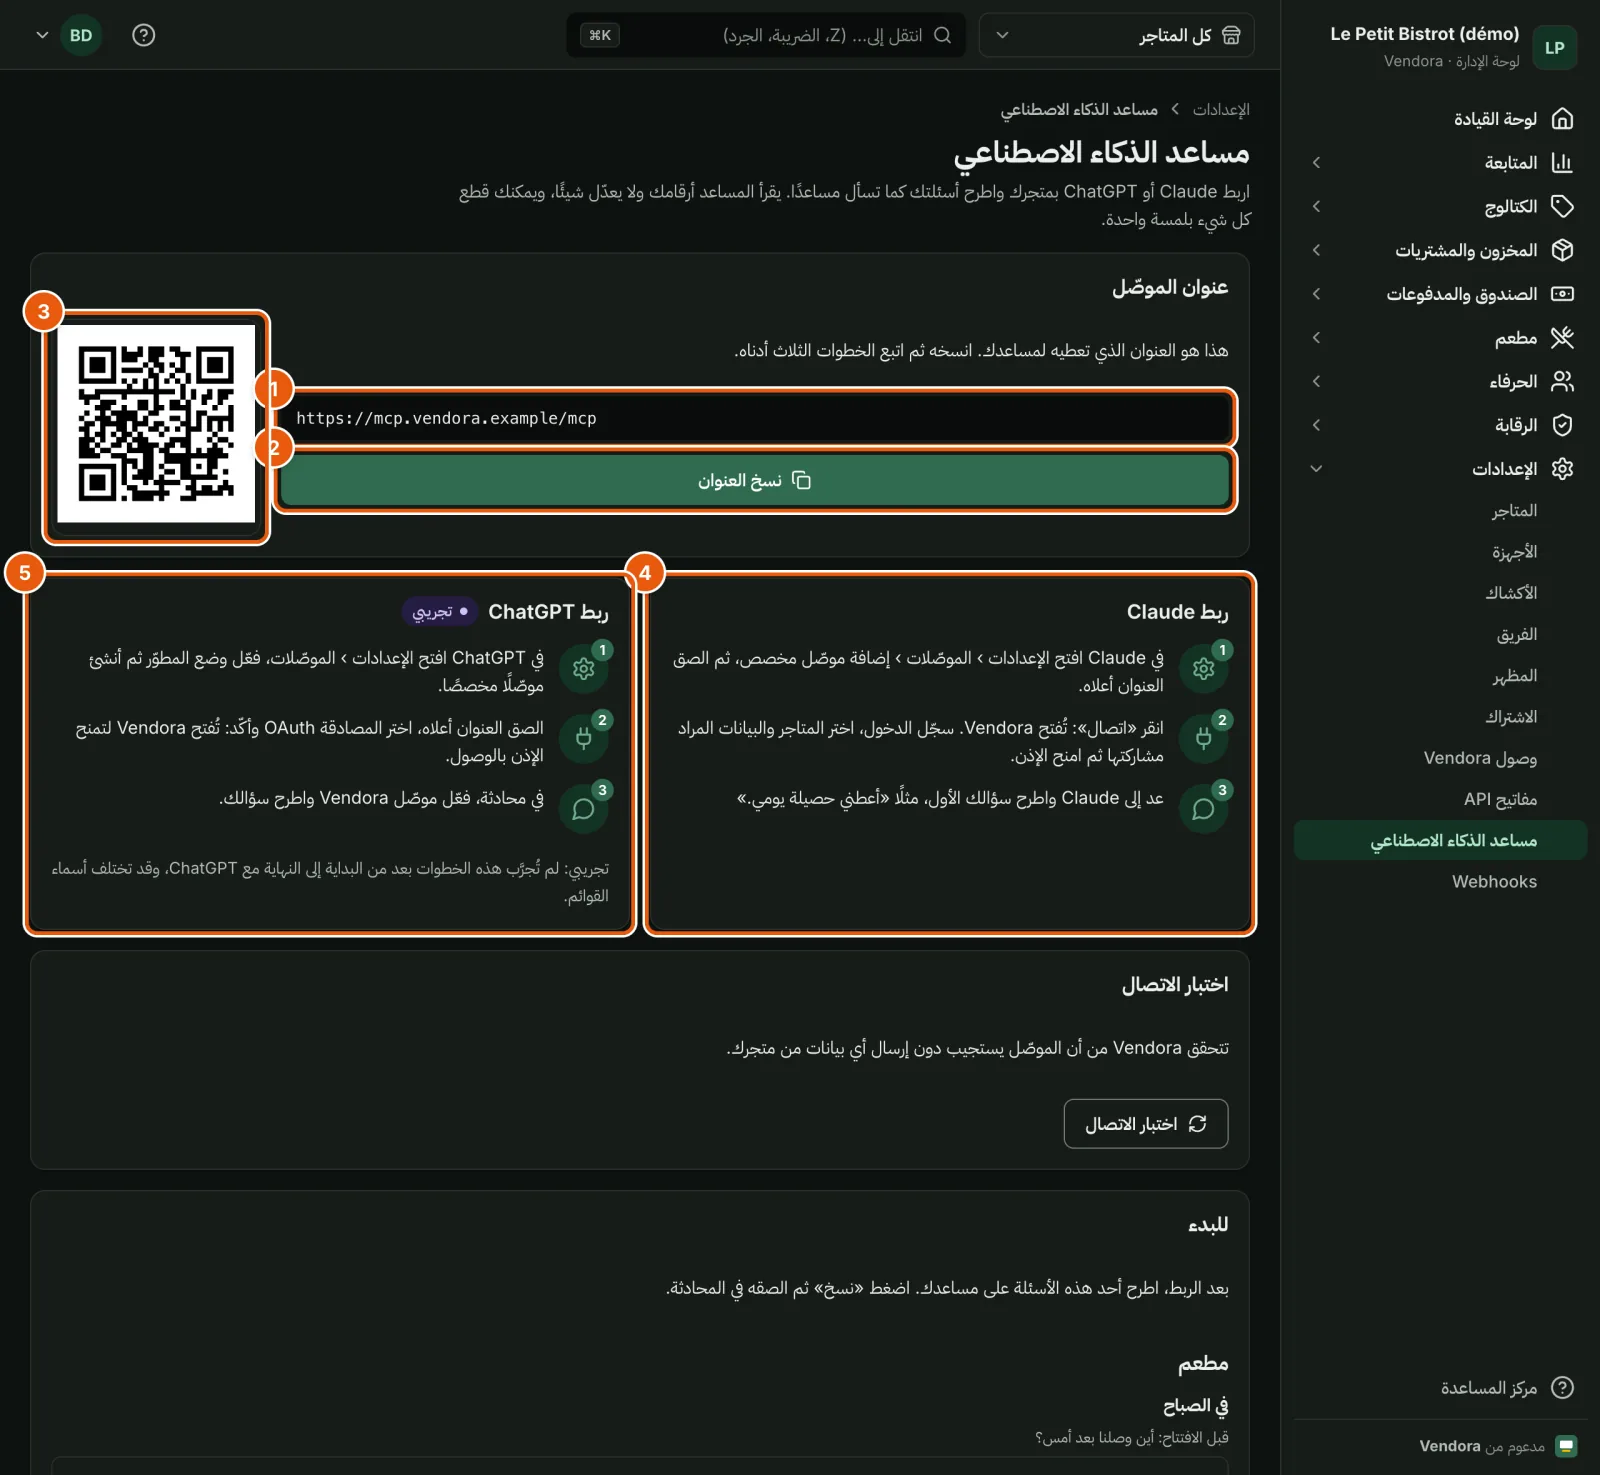 LP
Le Petit Bistrot (démo)
لوحة الإدارة · Vendora
لوحة القيادة
المتابعة
الكتالوج
المخزون والمشتريات
الصندوق والمدفوعات
مطعم
الحرفاء
الرقابة
الإعدادات
المتاجر
الأجهزة
الأكشاك
الفريق
المظهر
الاشتراك
وصول Vendora
مفاتيح API
مساعد الذكاء الاصطناعي
Webhooks
مركز المساعدة
مدعوم من Vendora
كل المتاجر
انتقل إلى... (Z، الضريبة، الجرد)
⌘K
BD
الإعدادات
مساعد الذكاء الاصطناعي
مساعد الذكاء الاصطناعي
اربط Claude أو ChatGPT بمتجرك واطرح أسئلتك كما تسأل مساعدًا. يقرأ المساعد أرقامك ولا يعدّل شيئًا، ويمكنك قطع
كل شيء بلمسة واحدة.
عنوان الموصّل
هذا هو العنوان الذي تعطيه لمساعدك. انسخه ثم اتبع الخطوات الثلاث أدناه.
1
https://mcp.vendora.example/mcp
2
نسخ العنوان
3
4
ربط Claude
1
في Claude افتح الإعدادات › الموصّلات › إضافة موصّل مخصص، ثم الصق
العنوان أعلاه.
2
انقر «اتصال»: تُفتح Vendora. سجّل الدخول، اختر المتاجر والبيانات المراد
مشاركتها ثم امنح الإذن.
3
عد إلى Claude واطرح سؤالك الأول، مثلًا «أعطني حصيلة يومي.»
5
ربط ChatGPT
تجريبي
1
في ChatGPT افتح الإعدادات › الموصّلات، فعّل وضع المطوّر ثم أنشئ
موصّلًا مخصصًا.
2
الصق العنوان أعلاه، اختر المصادقة OAuth وأكّد: تُفتح Vendora لتمنح
الإذن بالوصول.
3
في محادثة، فعّل موصّل Vendora واطرح سؤالك.
تجريبي: لم تُجرَّب هذه الخطوات بعد من البداية إلى النهاية مع ChatGPT، وقد تختلف أسماء
القوائم.
اختبار الاتصال
تتحقق Vendora من أن الموصّل يستجيب دون إرسال أي بيانات من متجرك.
اختبار الاتصال
للبدء
بعد الربط، اطرح أحد هذه الأسئلة على مساعدك. اضغط «نسخ» ثم الصقه في المحادثة.
مطعم
في الصباح
قبل الافتتاح: أين وصلنا بعد أمس؟